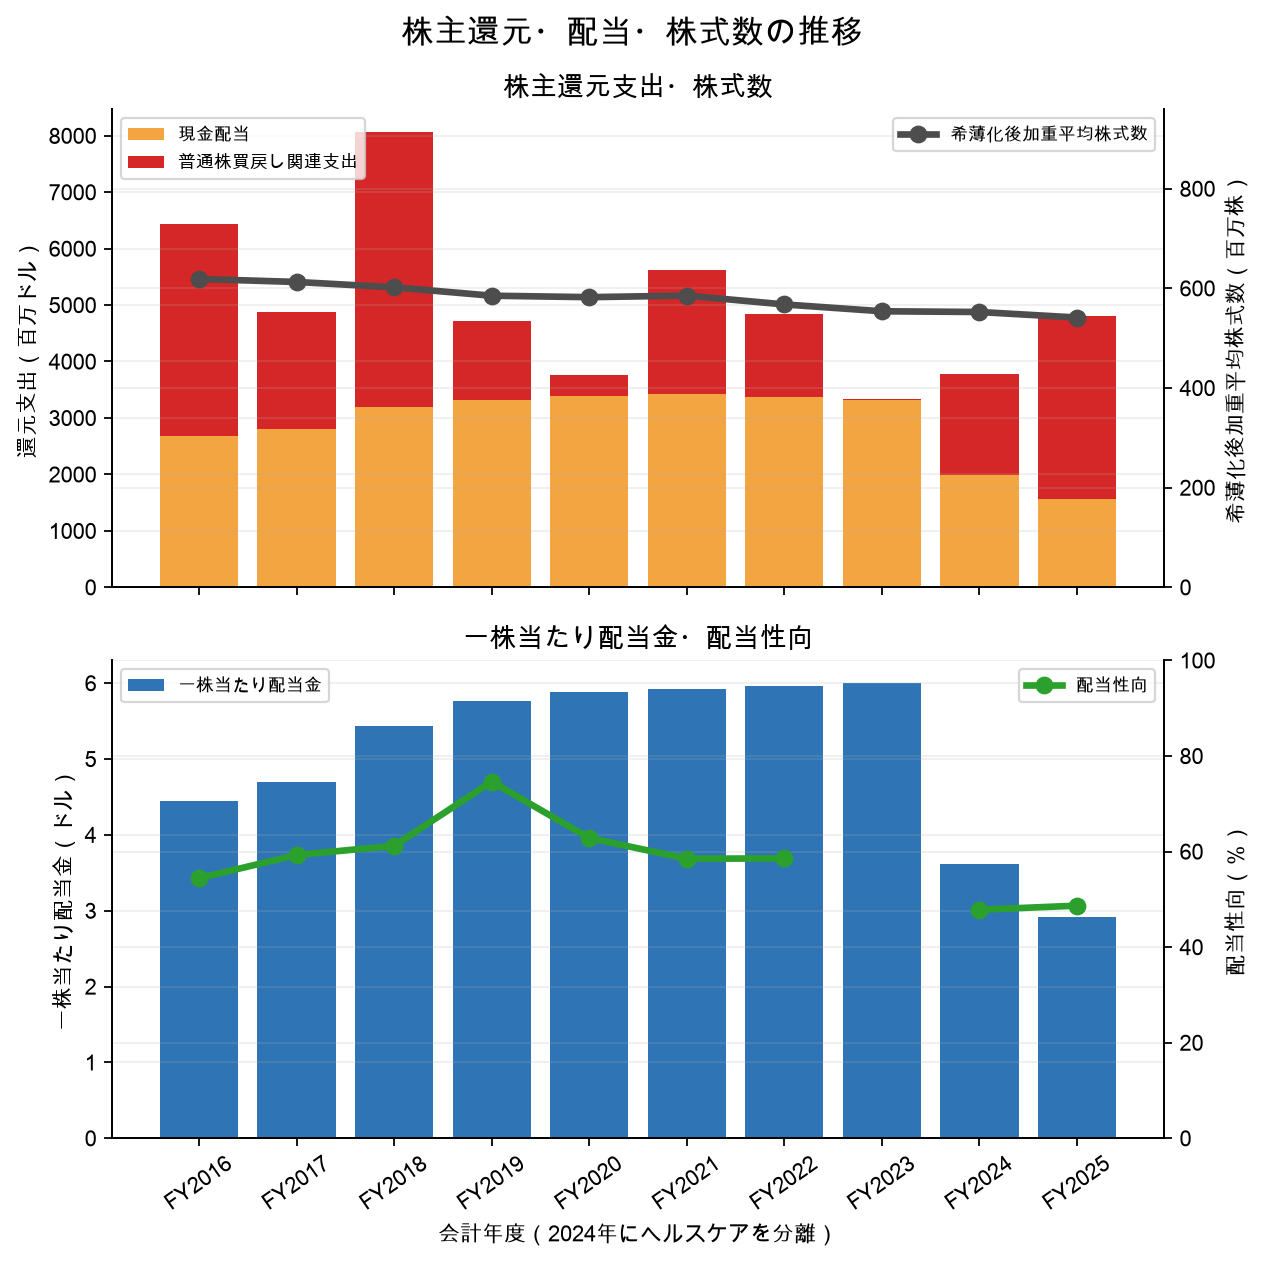 株主還元・配当・株式数の推移
株主還元支出・株式数
現金配当
普通株買戻し関連支出
希薄化後加重平均株式数
8000
7000
6000
5000
4000
3000
2000
1000
0
還元支出(百万ドル)
800
600
400
200
0
希薄化後加重平均株式数(百万株)
一株当たり配当金・配当性向
一株当たり配当金
配当性向
6
5
4
3
2
1
0
一株当たり配当金(ドル)
100
80
60
40
20
0
配当性向(%)
FY2016
FY2017
FY2018
FY2019
FY2020
FY2021
FY2022
FY2023
FY2024
FY2025
会計年度(2024年にヘルスケアを分離)